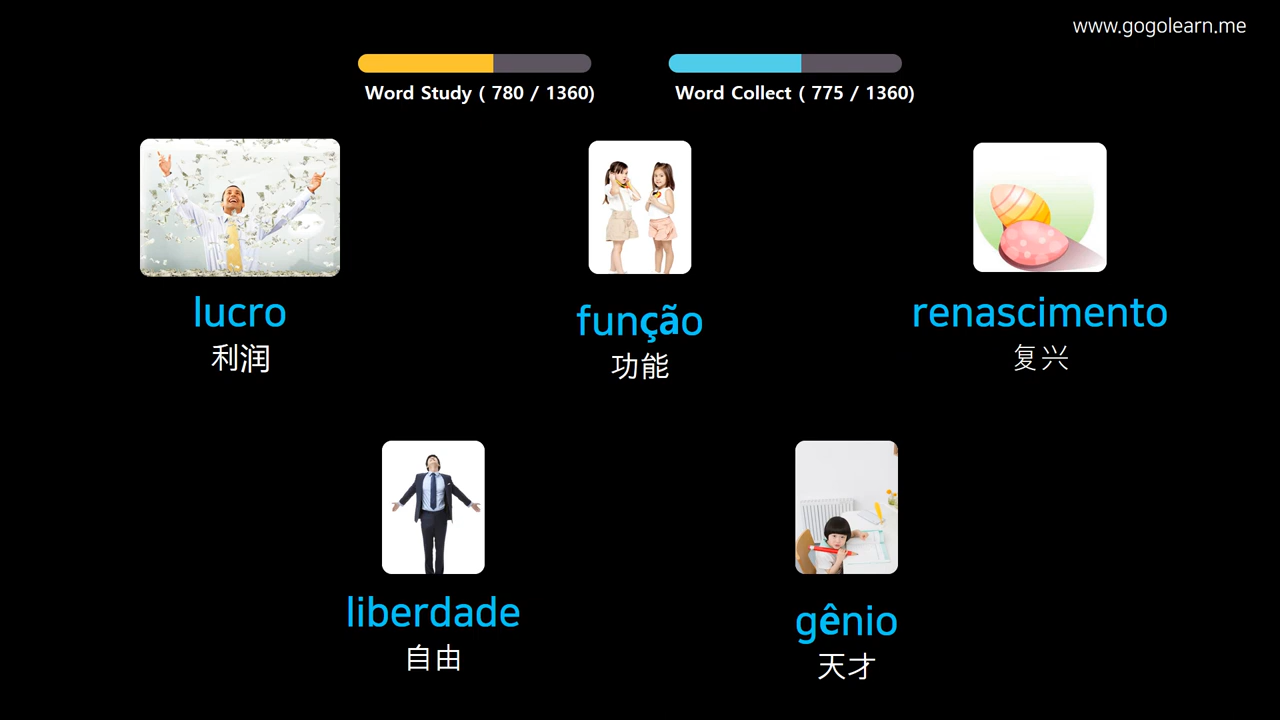 www.gogolearn.me
Word Study ( 780 / 1360)
Word Collect ( 775 / 1360)
lucro
利润
função
功能
renascimento
复兴
liberdade
自由
gênio
天才